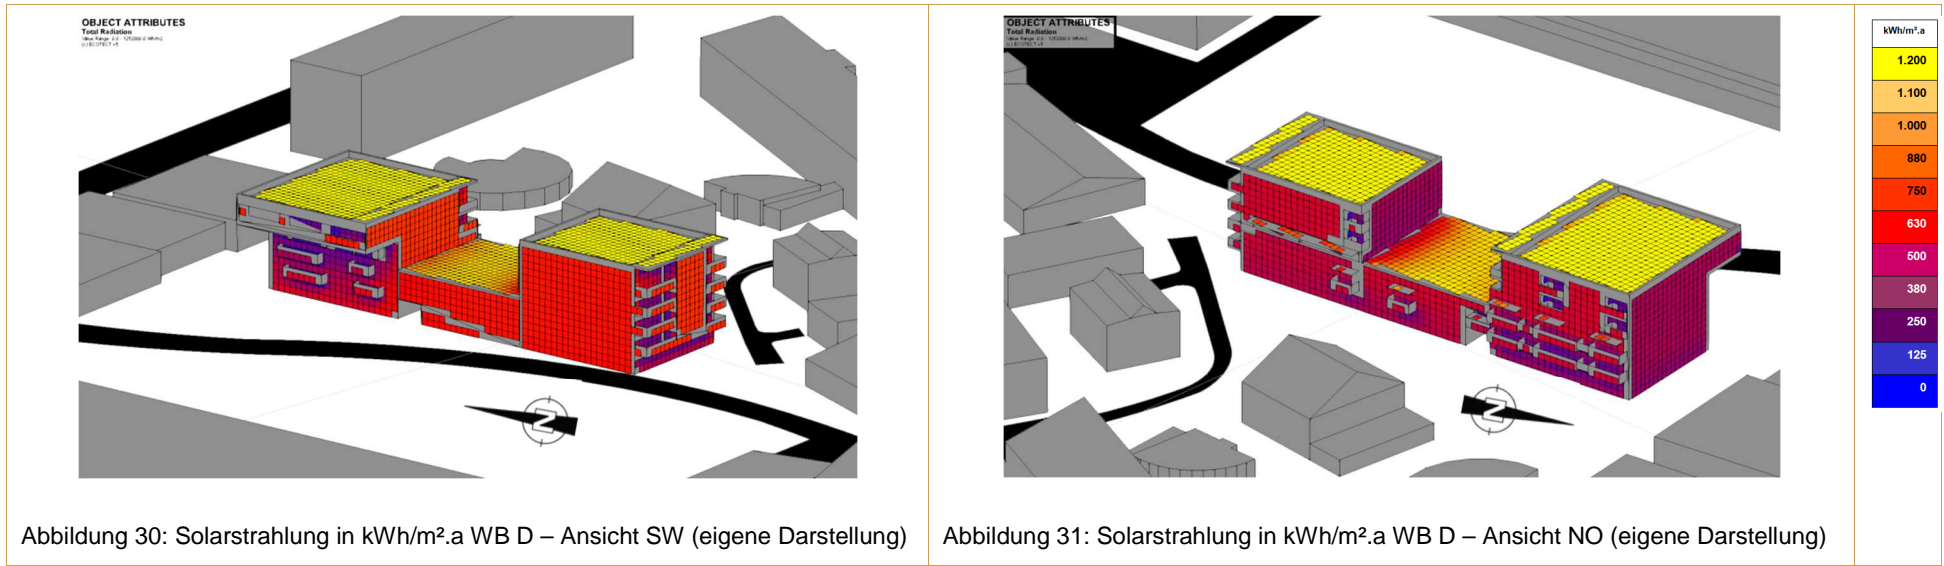 OBJECT ATTRIBUTES
Total Radiation
OBJECT ATTRIBUTES
Total Radiation
kWh/m².a
1.200
1.100
1.000
880
750
630
500
380
250
125
0
N
N
Abbildung 30: Solarstrahlung in kWh/m².a WB D – Ansicht SW (eigene Darstellung)
Abbildung 31: Solarstrahlung in kWh/m².a WB D – Ansicht NO (eigene Darstellung)